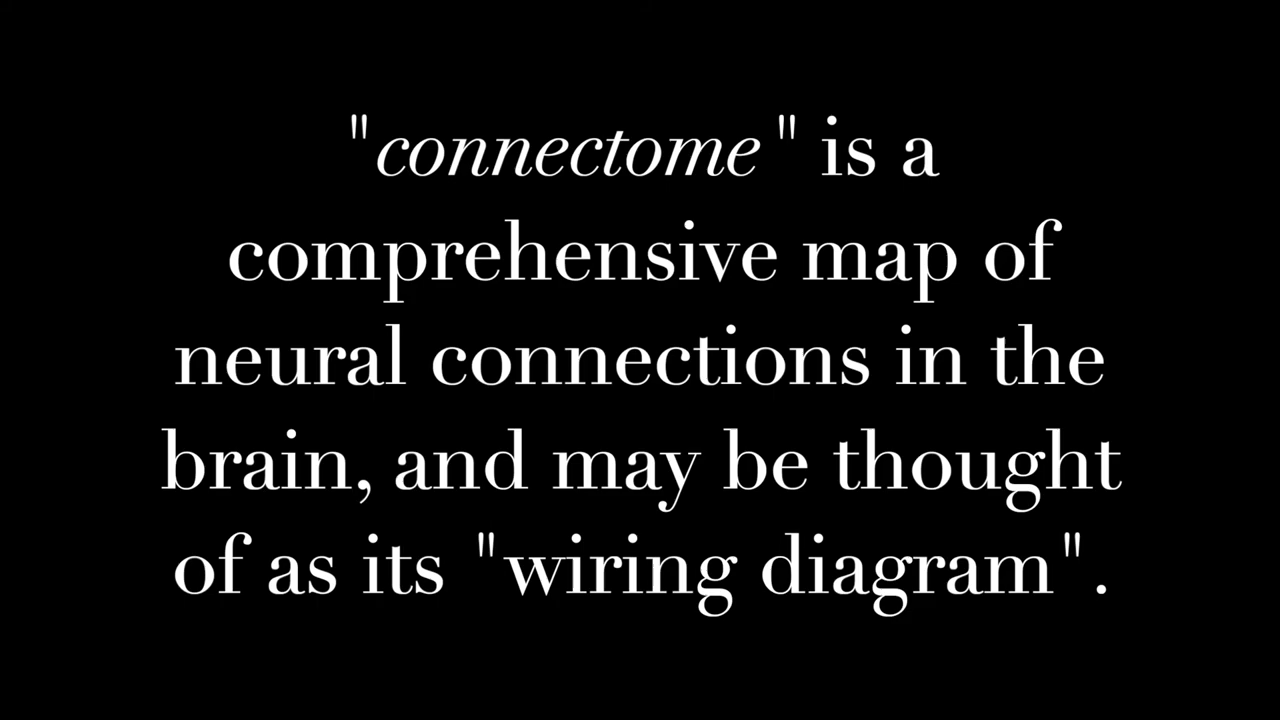 "connectome" is a
comprehensive map of
neural connections in the
brain, and may be thought
of as its "wiring diagram".